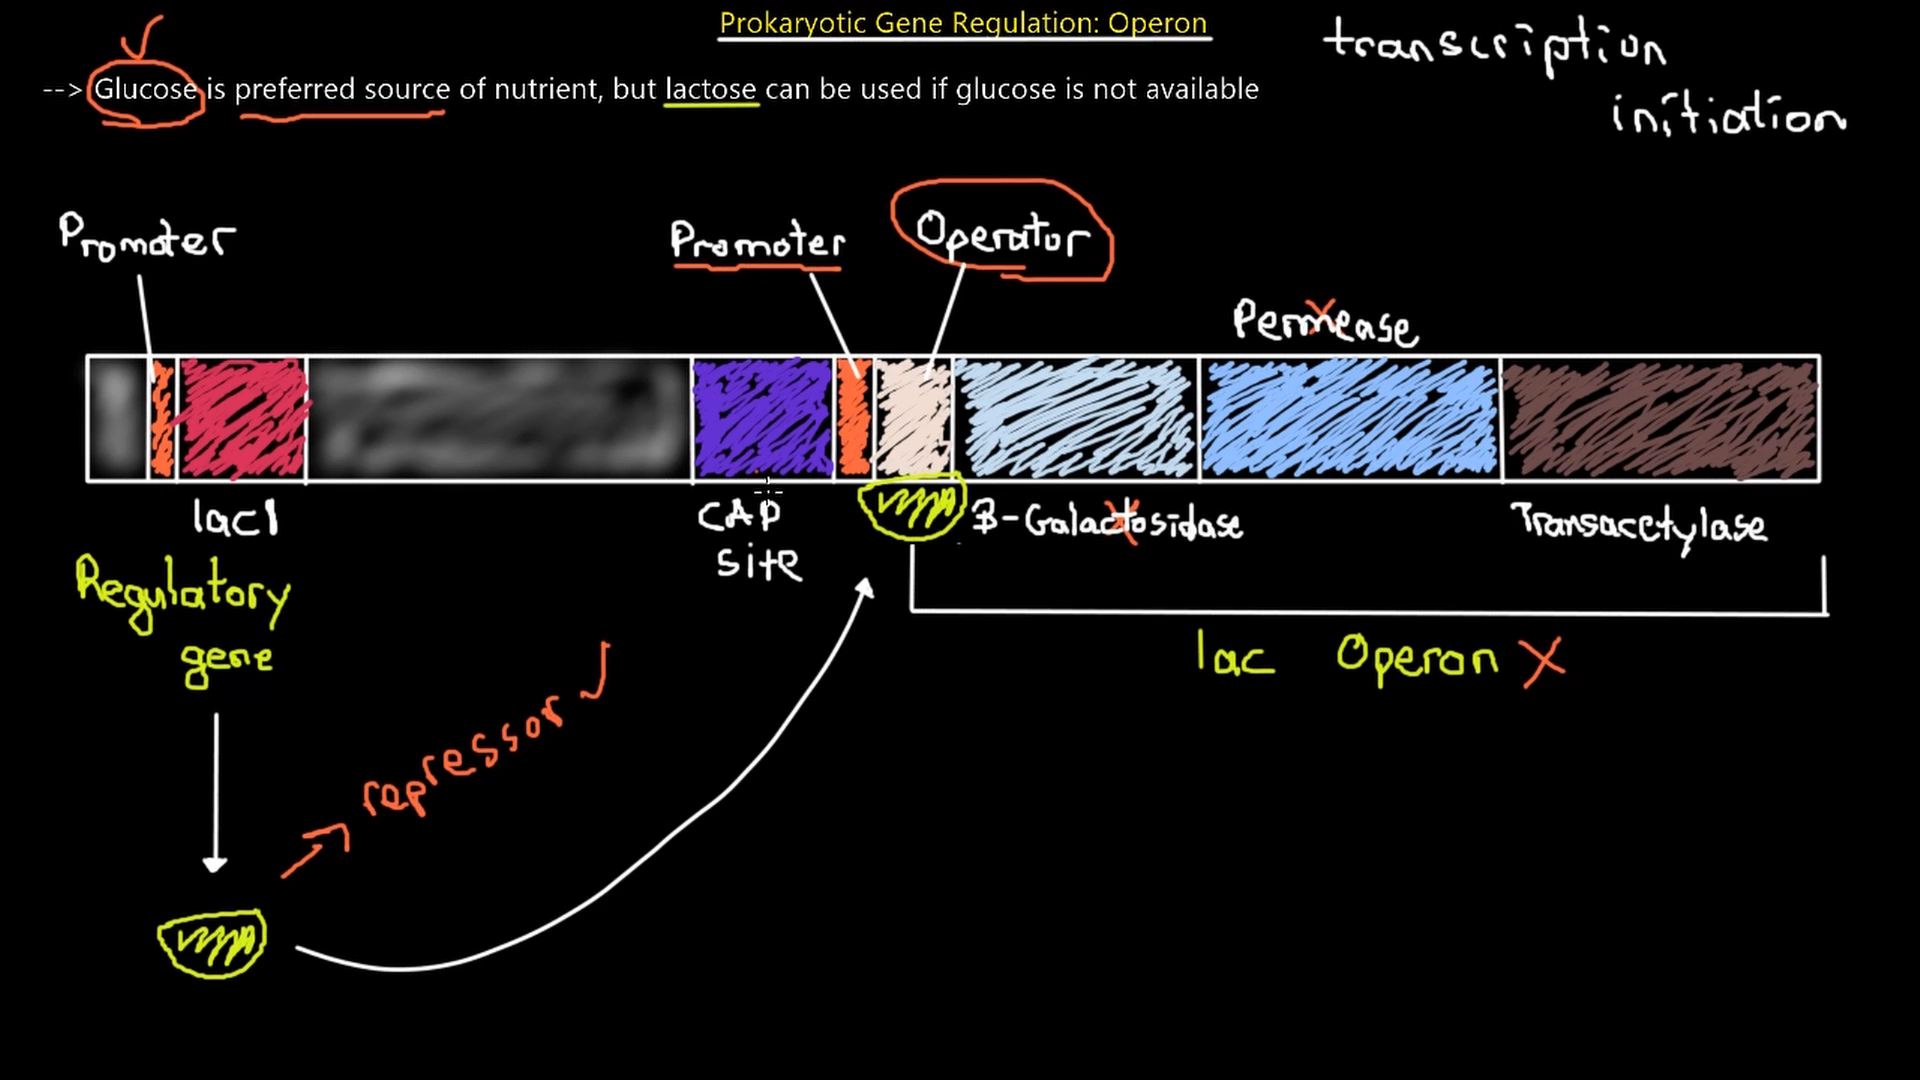 Prokaryotic Gene Regulation: Operon
--> Glucose is preferred source of nutrient, but lactose can be used if glucose is not available
transcription
initiation
Promoter
Promoter
Operator
Permease
lacI
CAP
site
B-Galactosidase
Transacetylase
Regulatory
gene
lac Operon
repressor